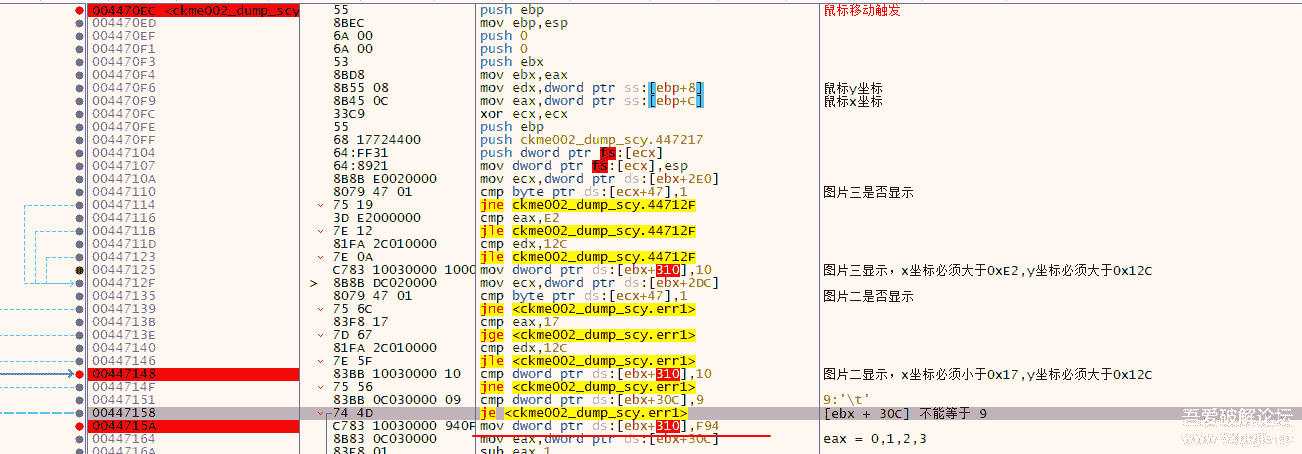 004470EC <ckme002_dump_scy 55 push ebp 鼠标移动触发
004470ED 8BEC mov ebp,esp
004470EF 6A 00 push 0
004470F1 6A 00 push 0
004470F3 53 push ebx
004470F4 8BD8 mov ebx,eax
004470F6 8B55 08 mov edx,dword ptr ss:[ebp+8] 鼠标y坐标
004470F9 8B45 0C mov eax,dword ptr ss:[ebp+C] 鼠标x坐标
004470FC 33C9 xor ecx,ecx
004470FE 55 push ebp
004470FF 68 17724400 push ckme002_dump_scy.447217
00447104 64:FF31 push dword ptr fs:[ecx]
00447107 64:8921 mov dword ptr fs:[ecx],esp
0044710A 8B8B E0020000 mov ecx,dword ptr ds:[ebx+2E0]
00447110 8079 47 01 cmp byte ptr ds:[ecx+47],1 图片三是否显示
00447114 75 19 jne ckme002_dump_scy.44712F
00447116 3D E2000000 cmp eax,E2
0044711B 7E 12 jle ckme002_dump_scy.44712F
0044711D 81FA 2C010000 cmp edx,12C
00447123 7E 0A jle ckme002_dump_scy.44712F
00447125 C783 10030000 1000 mov dword ptr ds:[ebx+310],10 图片三显示，x坐标必须大于0xE2,y坐标必须大于0x12C
0044712F > 8B8B DC020000 mov ecx,dword ptr ds:[ebx+2DC]
00447135 8079 47 01 cmp byte ptr ds:[ecx+47],1 图片二是否显示
00447139 75 6C jne <ckme002_dump_scy.err1>
0044713B 83F8 17 cmp eax,17
0044713E 7D 67 jge <ckme002_dump_scy.err1>
00447140 81FA 2C010000 cmp edx,12C
00447146 7E 5F jle <ckme002_dump_scy.err1>
00447148 83BB 10030000 10 cmp dword ptr ds:[ebx+310],10 图片二显示，x坐标必须小于0x17,y坐标必须大于0x12C
0044714F 75 56 jne <ckme002_dump_scy.err1>
00447151 83BB 0C030000 09 cmp dword ptr ds:[ebx+30C],9 9:'\t'
00447158 74 4D je <ckme002_dump_scy.err1> [ebx + 30C] 不能等于 9
0044715A C783 10030000 940F mov dword ptr ds:[ebx+310],F94
00447164 8B83 0C030000 mov eax,dword ptr ds:[ebx+30C] eax = 0,1,2,3
0044716A 83E8 01 sub eax,1
吾爱破解论坛
www.52pojie.cn